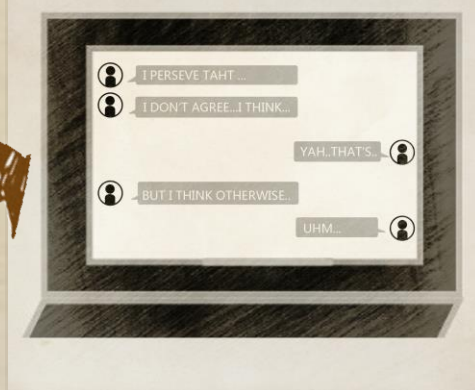 I PERSEVE TAHT ...
I DON'T AGREE...I THINK...
YAH..THAT'S..
BUT I THINK OTHERWISE..
UHM...